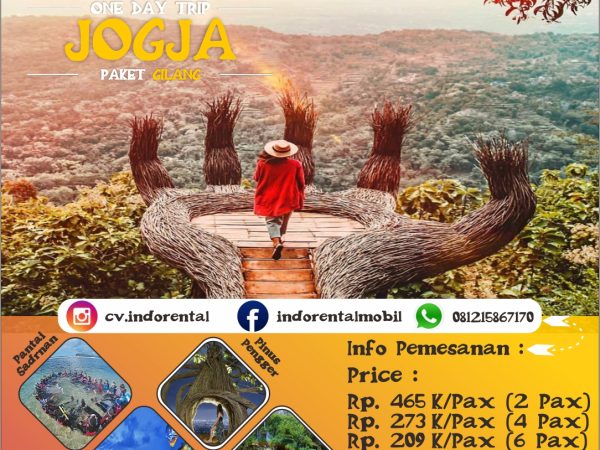 ONE DAY TRIP
JOGJA
PAKET GILANG
cv.indorental
indorentalmobil
081215867170
Pantai
Sadrnan
Pinus
Pengger
Info Pemesanan :
Price :
Rp. 465 K/Pax (2 Pax)
Rp. 273 K/Pax (4 Pax)
Rp. 209 K/Pax (6 Pax)